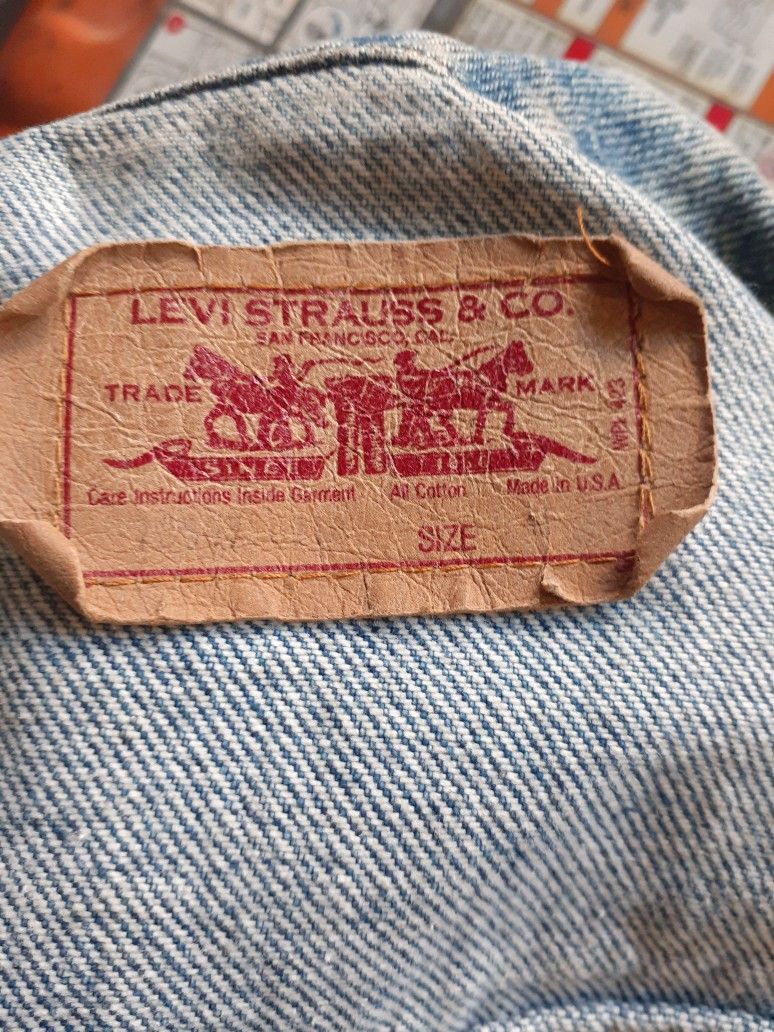 LEVI STRAUSS & CO.
SAN FRANCISCO, CAL.
TRADE MARK
Care Instructions Inside Garment All Cotton Made in U.S.A
SIZE